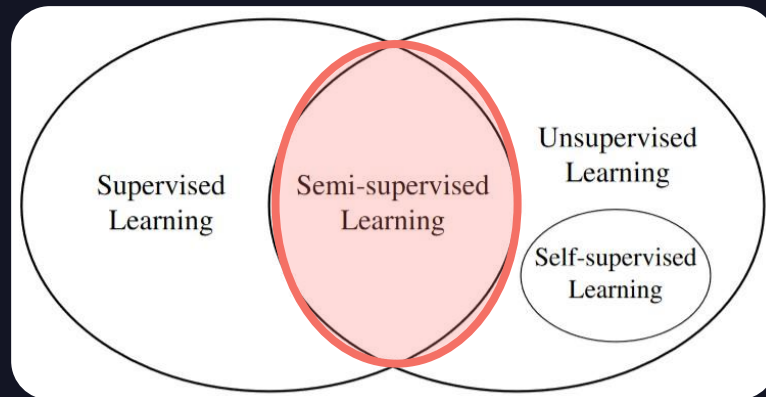 Supervised
Learning
Semi-supervised
Learning
Unsupervised
Learning
Self-supervised
Learning